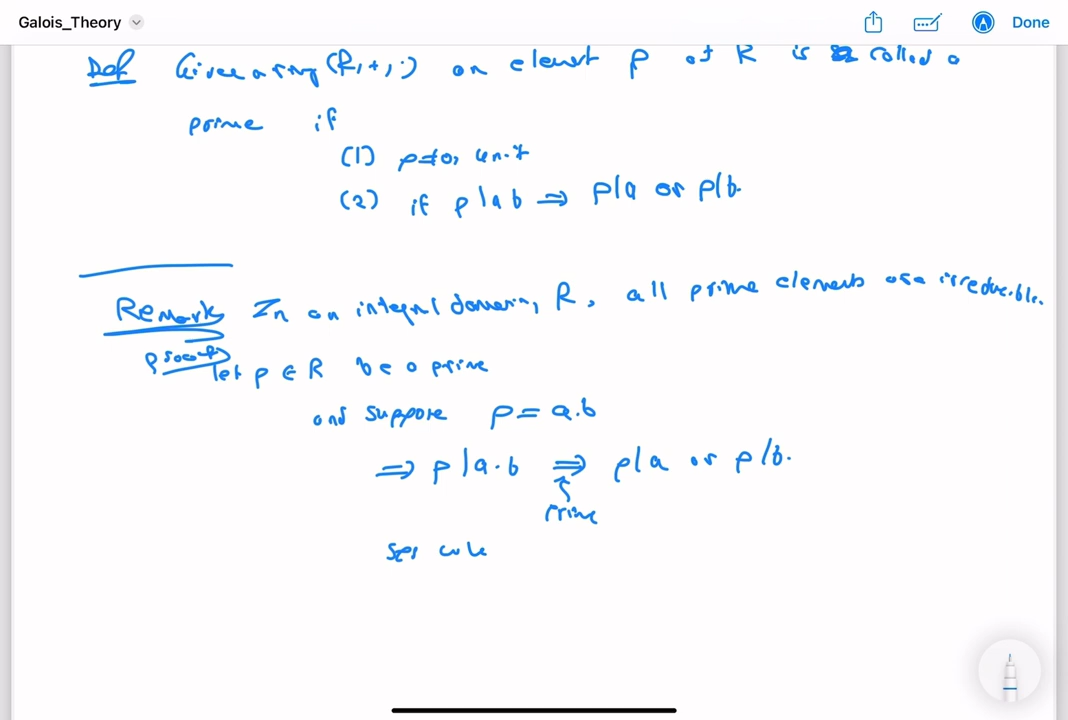 Galois_Theory
Done
Def Given a ring (R, +, ·) an element p of R is called a
prime if
(1) p≠0, unit
(2) if p|ab ⇒ p|a or p|b.
Remark In an integral domain, R, all prime elements are irreducible.
proof
let p ∈ R be a prime
and suppose p = a.b
⇒ p|a.b ⇒ p|a or p|b.
prime